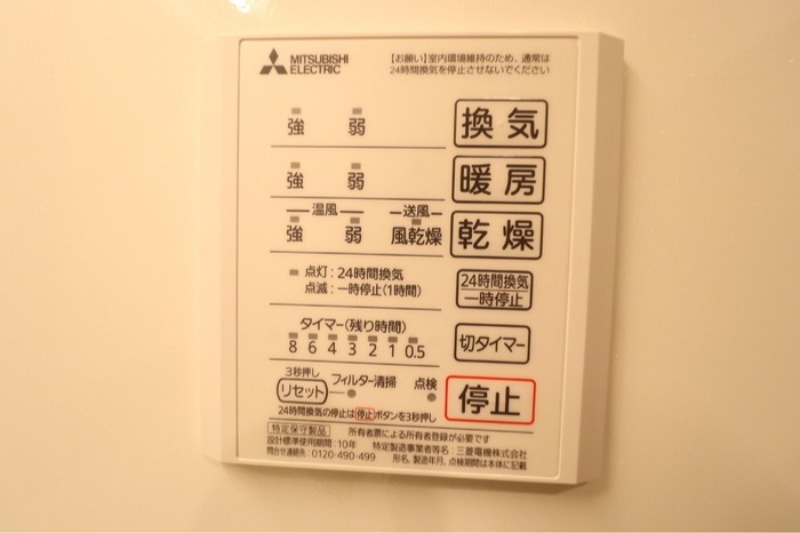 MITSUBISHI
ELECTRIC
【お願い】室内環境維持のため、通常は
24時間換気を停止させないでください
強 弱 換気
強 弱 暖房
温風 送風
強 弱 風乾燥 乾燥
点灯：24時間換気
点滅：一時停止(1時間)
24時間換気
一時停止
タイマー(残り時間)
8 6 4 3 2 1 0.5
切タイマー
3秒押し
リセット フィルター清掃 点検
停止
24時間換気の停止は停止ボタンを3秒押し
特定保守製品 所有者票による所有者登録が必要です
設計標準使用期間：10年 特定製造事業者等名：三菱電機株式会社
問合せ連絡先：0120-490-499 形名、製造年月、点検期間は本体に記載